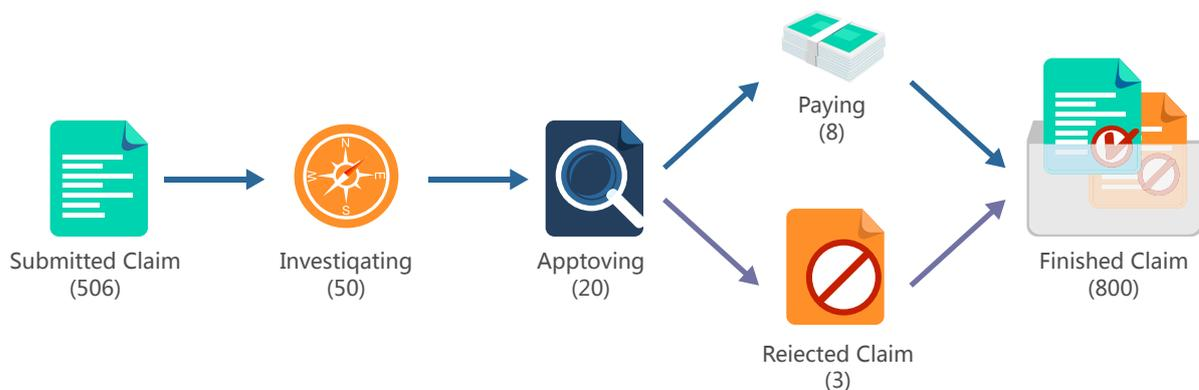 Submitted Claim
(506)
N
W
E
S
Investiqating
(50)
Apptoving
(20)
Paying
(8)
Reiected Claim
(3)
Finished Claim
(800)